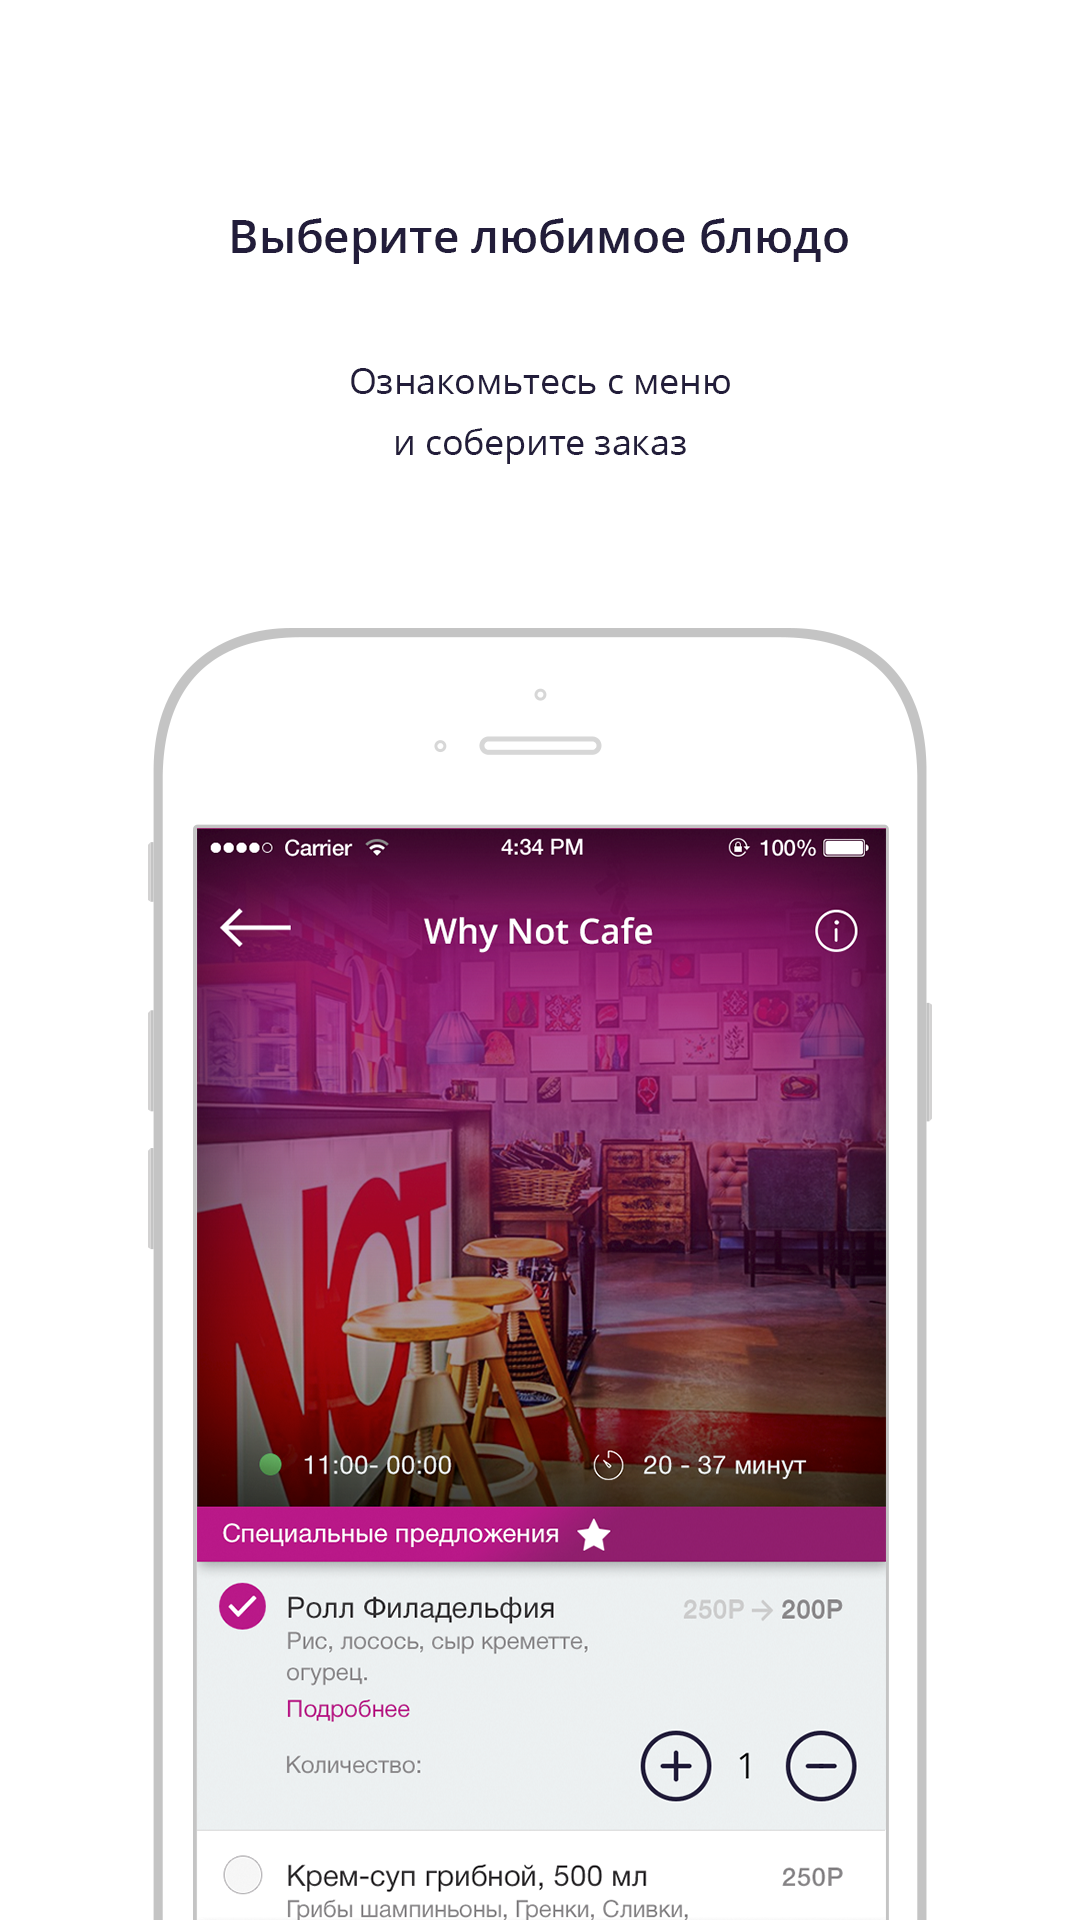 Выберите любимое блюдо
Ознакомьтесь с меню
и соберите заказ
Carrier 4:34 PM 100%
Why Not Cafe
NOT
11:00- 00:00 20 - 37 минут
Специальные предложения
Ролл Филадельфия 250Р → 200Р
Рис, лосось, сыр креметте,
огурец.
Подробнее
Количество: + 1 −
Крем-суп грибной, 500 мл 250Р
Грибы шампиньоны, Гренки, Сливки,